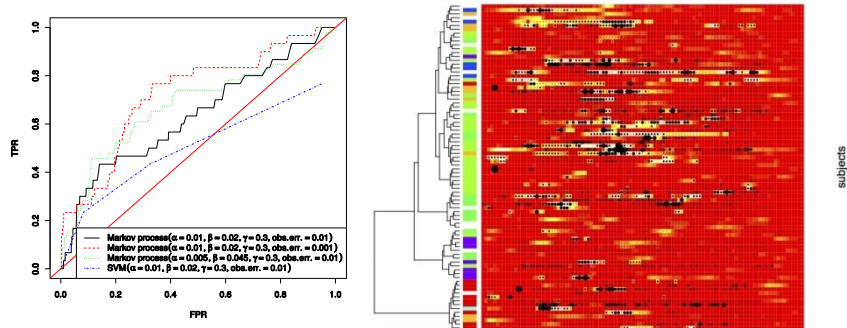 TPR
1.0
0.8
0.6
0.4
0.2
0.0
Markov process(α = 0.01, β = 0.02, γ = 0.3, obs.err. = 0.01)
Markov process(α = 0.01, β = 0.02, γ = 0.3, obs.err. = 0.001)
Markov process(α = 0.005, β = 0.045, γ = 0.3, obs.err. = 0.01)
SVM(α = 0.01, β = 0.02, γ = 0.3, obs.err. = 0.01)
0.0 0.2 0.4 0.6 0.8 1.0
FPR
subjects